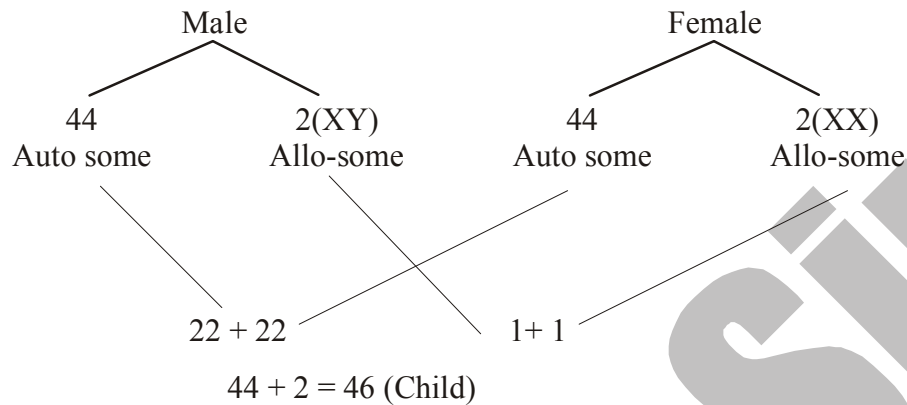 Male Female
44 2(XY) 44 2(XX)
Auto some Allo-some Auto some Allo-some
22 + 22 1+ 1
44 + 2 = 46 (Child)